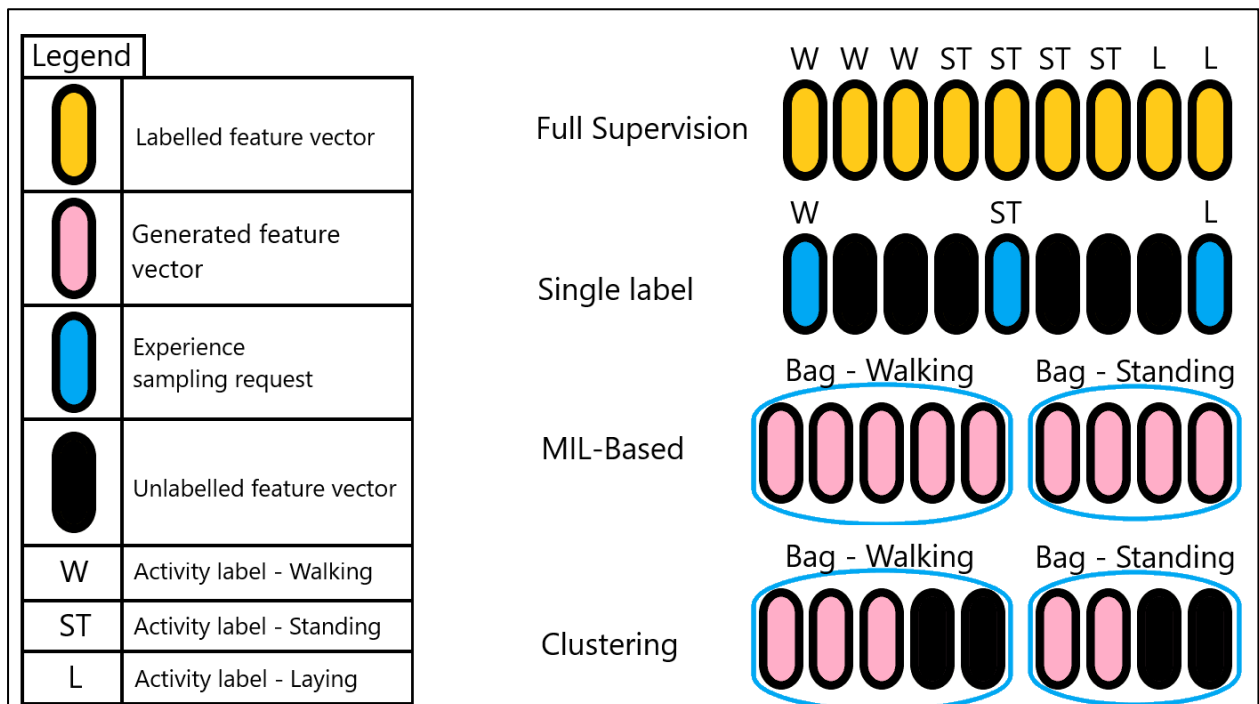 Legend
Labelled feature vector
Generated feature
vector
Experience
sampling request
Unlabelled feature vector
W Activity label - Walking
ST Activity label - Standing
L Activity label - Laying
W W W ST ST ST ST L L
Full Supervision
W ST L
Single label
Bag - Walking Bag - Standing
MIL-Based
Bag - Walking Bag - Standing
Clustering